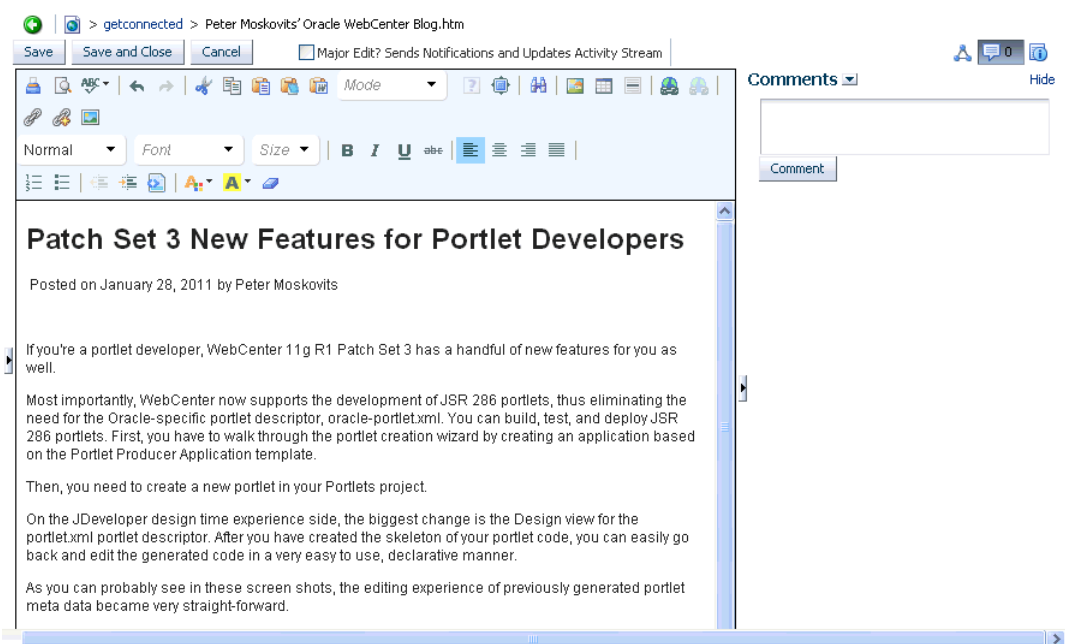 > getconnected > Peter Moskovits' Oracle WebCenter Blog.htm
Save Save and Close Cancel Major Edit? Sends Notifications and Updates Activity Stream 0
Comments Hide
ABC Mode
Normal Font Size B I U abc
A A
Comment
Patch Set 3 New Features for Portlet Developers
Posted on January 28, 2011 by Peter Moskovits
If you're a portlet developer, WebCenter 11g R1 Patch Set 3 has a handful of new features for you as
well.
Most importantly, WebCenter now supports the development of JSR 286 portlets, thus eliminating the
need for the Oracle-specific portlet descriptor, oracle-portlet.xml. You can build, test, and deploy JSR
286 portlets. First, you have to walk through the portlet creation wizard by creating an application based
on the Portlet Producer Application template.
Then, you need to create a new portlet in your Portlets project.
On the JDeveloper design time experience side, the biggest change is the Design view for the
portlet.xml portlet descriptor. After you have created the skeleton of your portlet code, you can easily go
back and edit the generated code in a very easy to use, declarative manner.
As you can probably see in these screen shots, the editing experience of previously generated portlet
meta data became very straight-forward.